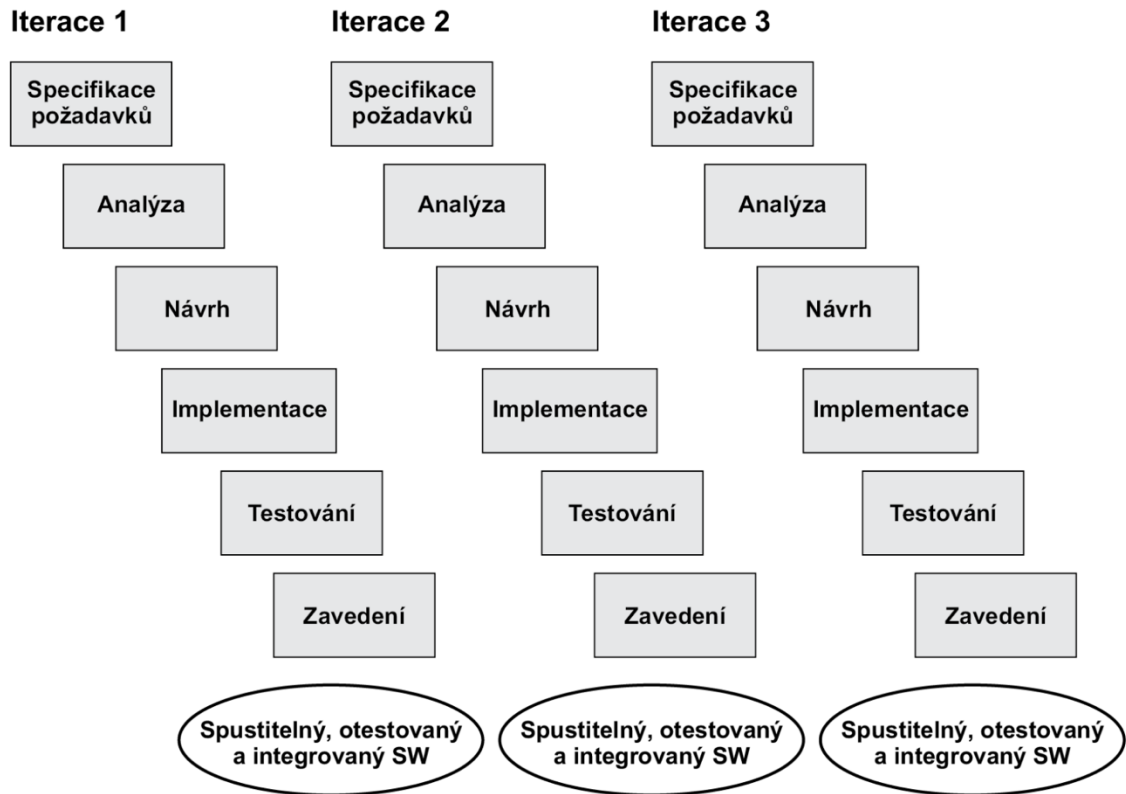 Iterace 1
Specifikace
požadavků
Analýza
Návrh
Implementace
Testování
Zavedení
Spustitelný, otestovaný
a integrovaný SW
Iterace 2
Specifikace
požadavků
Analýza
Návrh
Implementace
Testování
Zavedení
Spustitelný, otestovaný
a integrovaný SW
Iterace 3
Specifikace
požadavků
Analýza
Návrh
Implementace
Testování
Zavedení
Spustitelný, otestovaný
a integrovaný SW